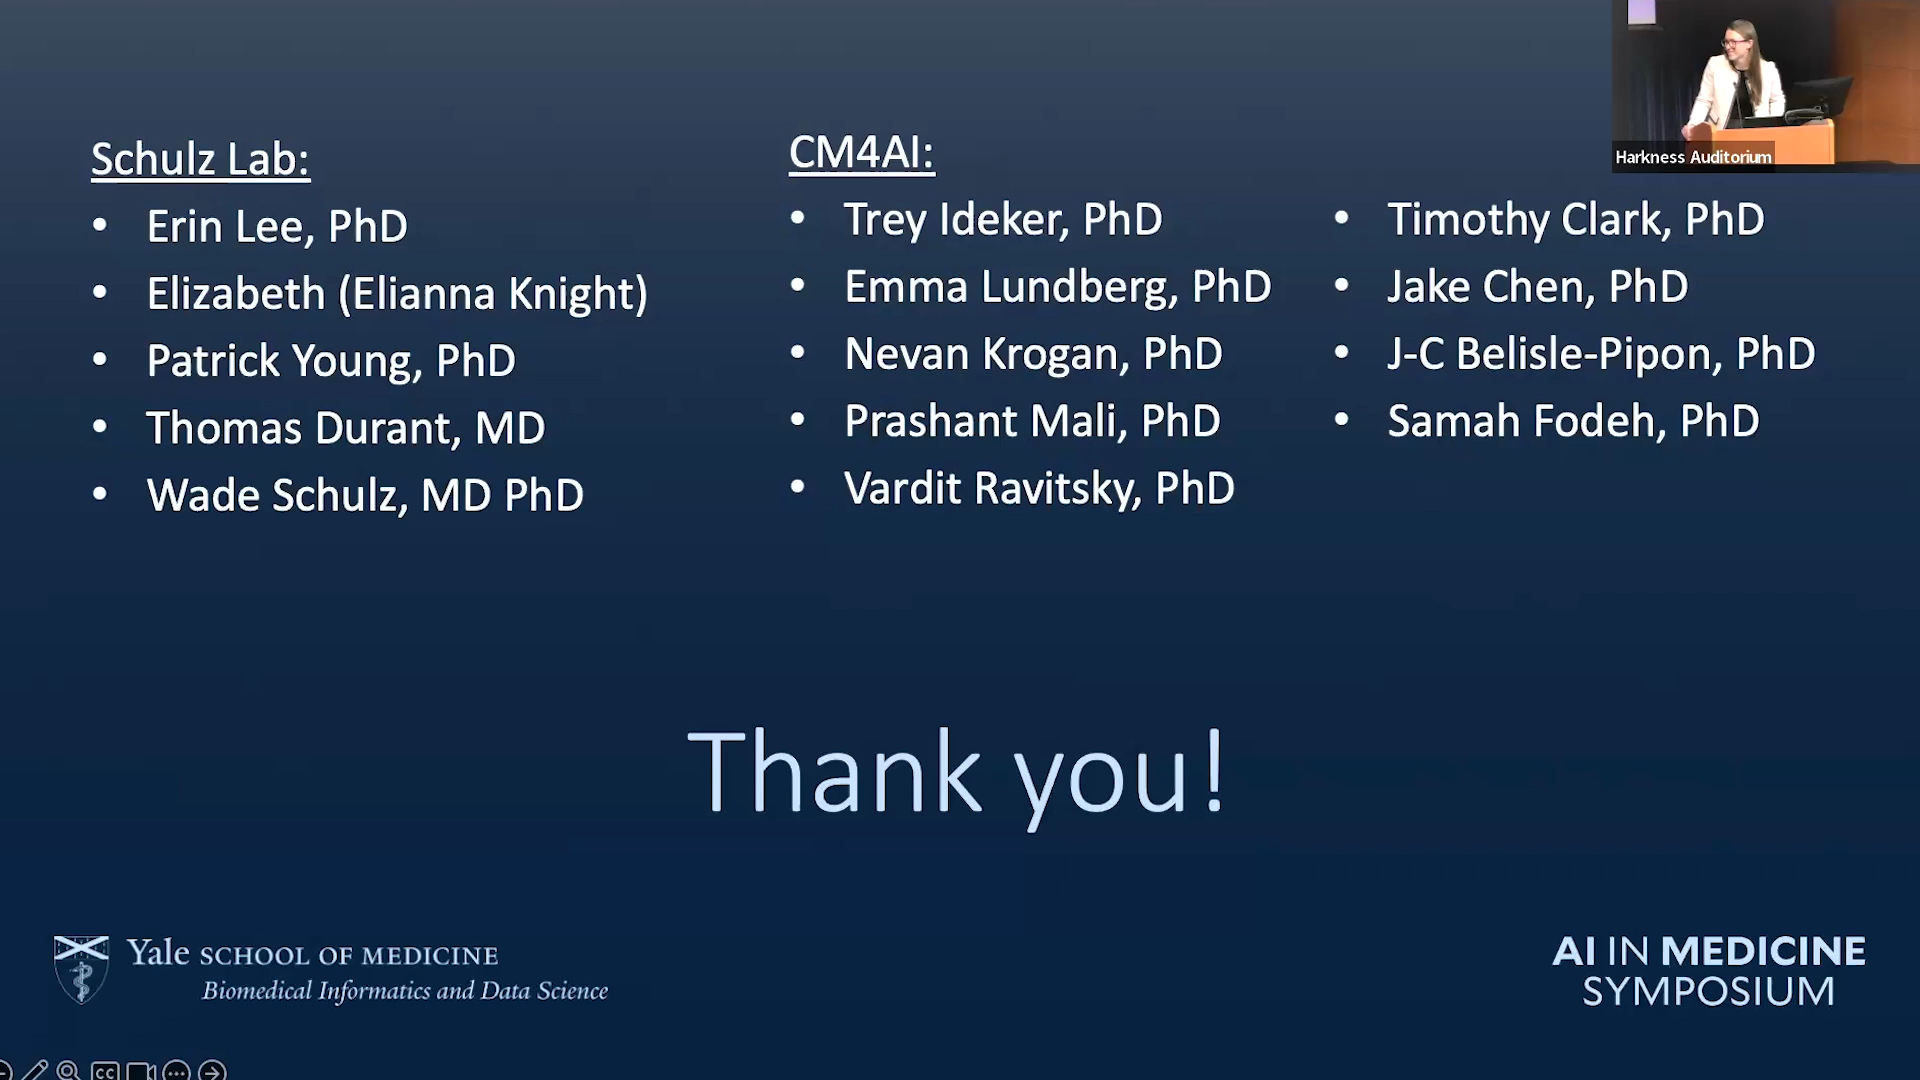 Harkness Auditorium
Schulz Lab:
• Erin Lee, PhD
• Elizabeth (Elianna Knight)
• Patrick Young, PhD
• Thomas Durant, MD
• Wade Schulz, MD PhD
CM4AI:
• Trey Ideker, PhD
• Emma Lundberg, PhD
• Nevan Krogan, PhD
• Prashant Mali, PhD
• Vardit Ravitsky, PhD
• Timothy Clark, PhD
• Jake Chen, PhD
• J-C Belisle-Pipon, PhD
• Samah Fodeh, PhD
Thank you!
Yale SCHOOL OF MEDICINE
Biomedical Informatics and Data Science
AI IN MEDICINE
SYMPOSIUM
CC